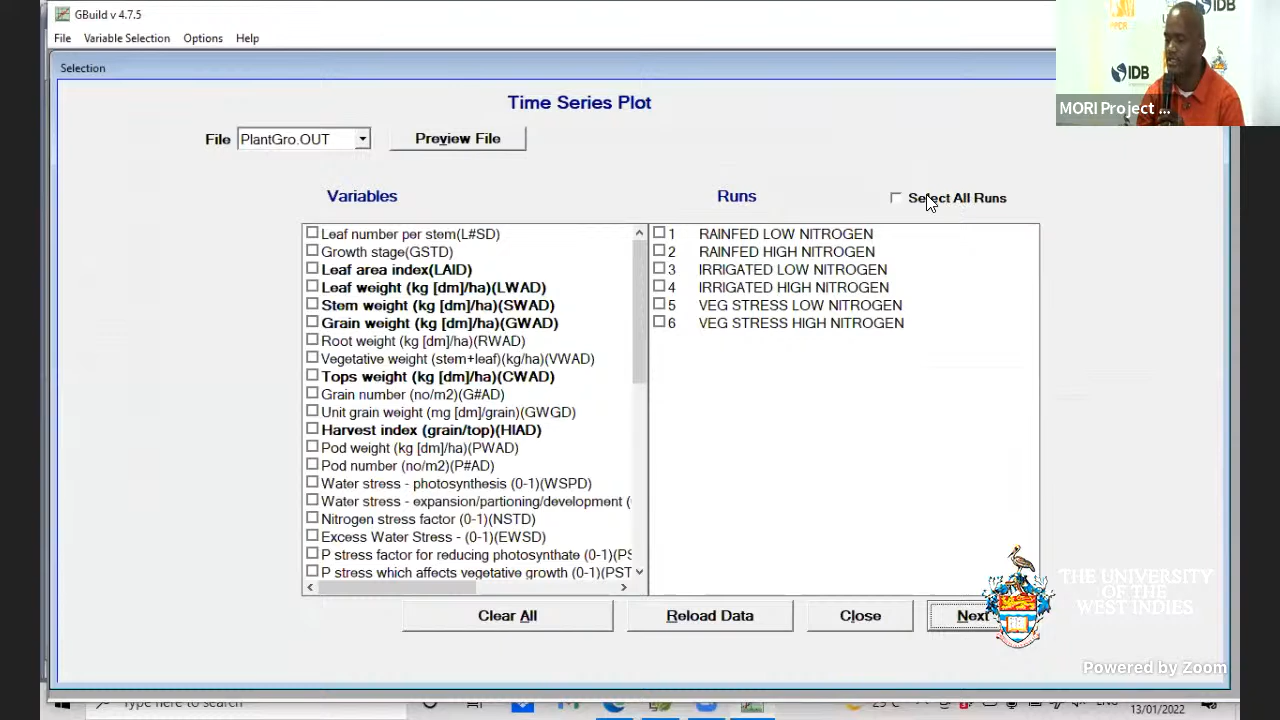 GBuild v 4.7.5
File Variable Selection Options Help
Selection
Time Series Plot
File PlantGro.OUT Preview File
Variables
Runs
Select All Runs
Leaf number per stem(L#SD)
Growth stage(GSTD)
Leaf area index(LAID)
Leaf weight (kg [dm]/ha)(LWAD)
Stem weight (kg [dm]/ha)(SWAD)
Grain weight (kg [dm]/ha)(GWAD)
Root weight (kg [dm]/ha)(RWAD)
Vegetative weight (stem+leaf)(kg/ha)(VWAD)
Tops weight (kg [dm]/ha)(CWAD)
Grain number (no/m2)(G#AD)
Unit grain weight (mg [dm]/grain)(GWGD)
Harvest index (grain/top)(HIAD)
Pod weight (kg [dm]/ha)(PWAD)
Pod number (no/m2)(P#AD)
Water stress - photosynthesis (0-1)(WSPD)
Water stress - expansion/partioning/development (
Nitrogen stress factor (0-1)(NSTD)
Excess Water Stress - (0-1)(EWSD)
P stress factor for reducing photosynthate (0-1)(PS
P stress which affects vegetative growth (0-1)(PST
1 RAINFED LOW NITROGEN
2 RAINFED HIGH NITROGEN
3 IRRIGATED LOW NITROGEN
4 IRRIGATED HIGH NITROGEN
5 VEG STRESS LOW NITROGEN
6 VEG STRESS HIGH NITROGEN
Clear All Reload Data Close Next
IDB
IDB
MORI Project ...
THE UNIVERSITY
OF THE
WEST INDIES
Powered by Zoom
Type here to search
13/01/2022